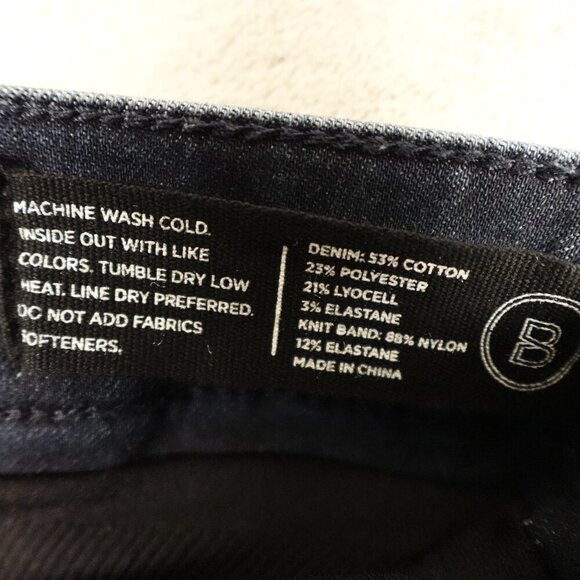 MACHINE WASH COLD.
INSIDE OUT WITH LIKE
COLORS. TUMBLE DRY LOW
HEAT. LINE DRY PREFERRED.
DO NOT ADD FABRICS
SOFTENERS.
DENIM: 53% COTTON
23% POLYESTER
21% LYOCELL
3% ELASTANE
KNIT BAND: 88% NYLON
12% ELASTANE
MADE IN CHINA
B